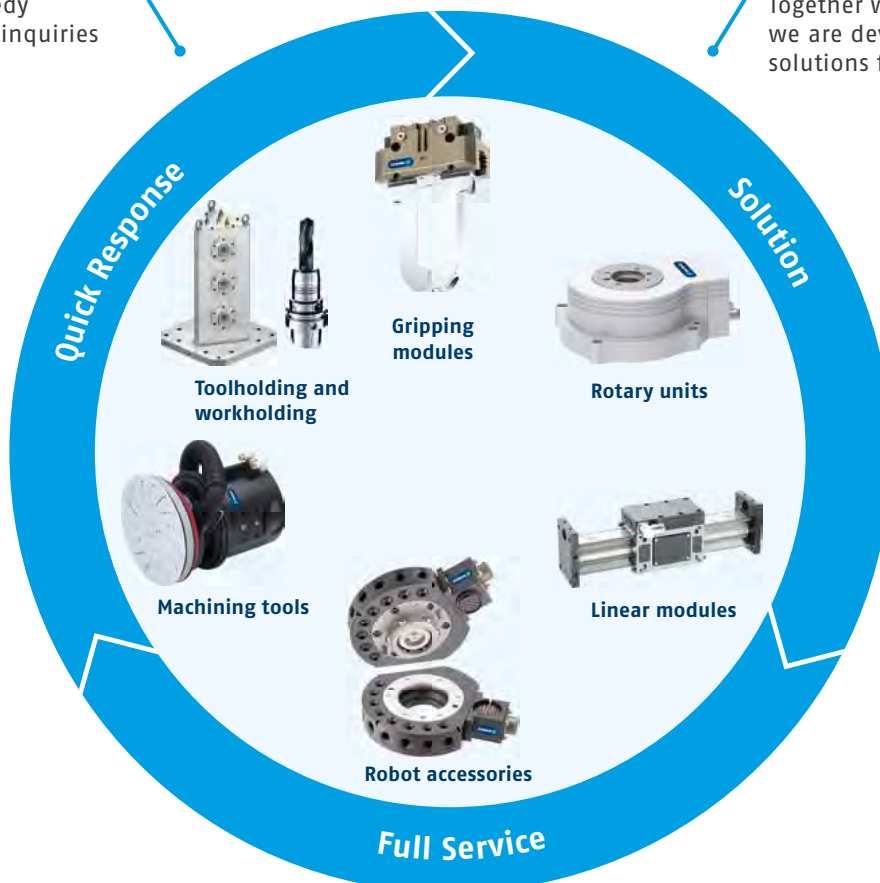 inquiries
Together
we are
solutions
Quick Response
Solution
Gripping
modules
Toolholding and
workholding
Rotary units
Machining tools
Linear modules
Robot accessories
Full Service